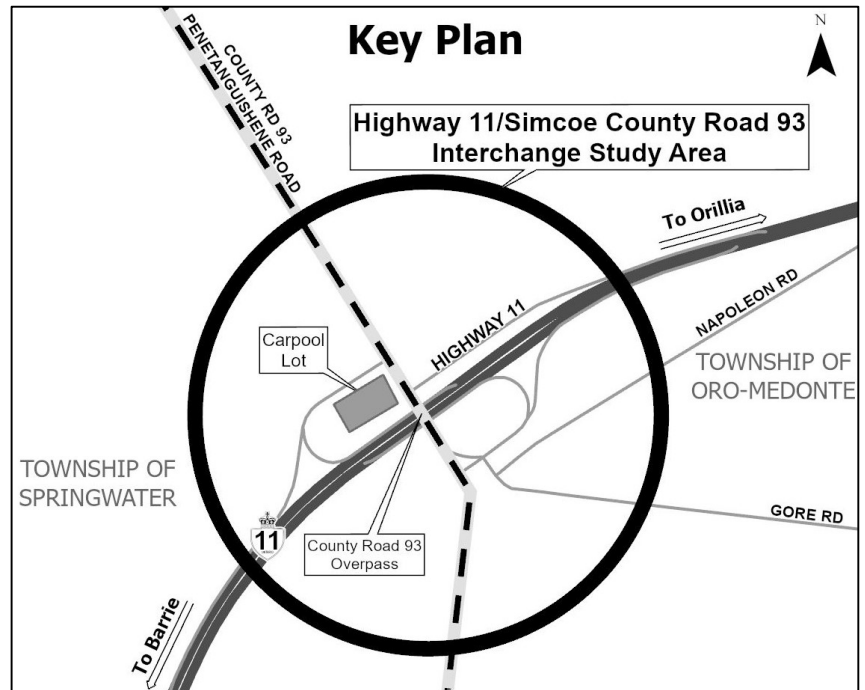 Key Plan
N
COUNTY RD 93
PENETANGUISHENE ROAD
Highway 11/Simcoe County Road 93
Interchange Study Area
To Orillia
NAPOLEON RD
HIGHWAY 11
Carpool
Lot
TOWNSHIP OF
ORO-MEDONTE
TOWNSHIP OF
SPRINGWATER
GORE RD
11
County Road 93
Overpass
To Barrie